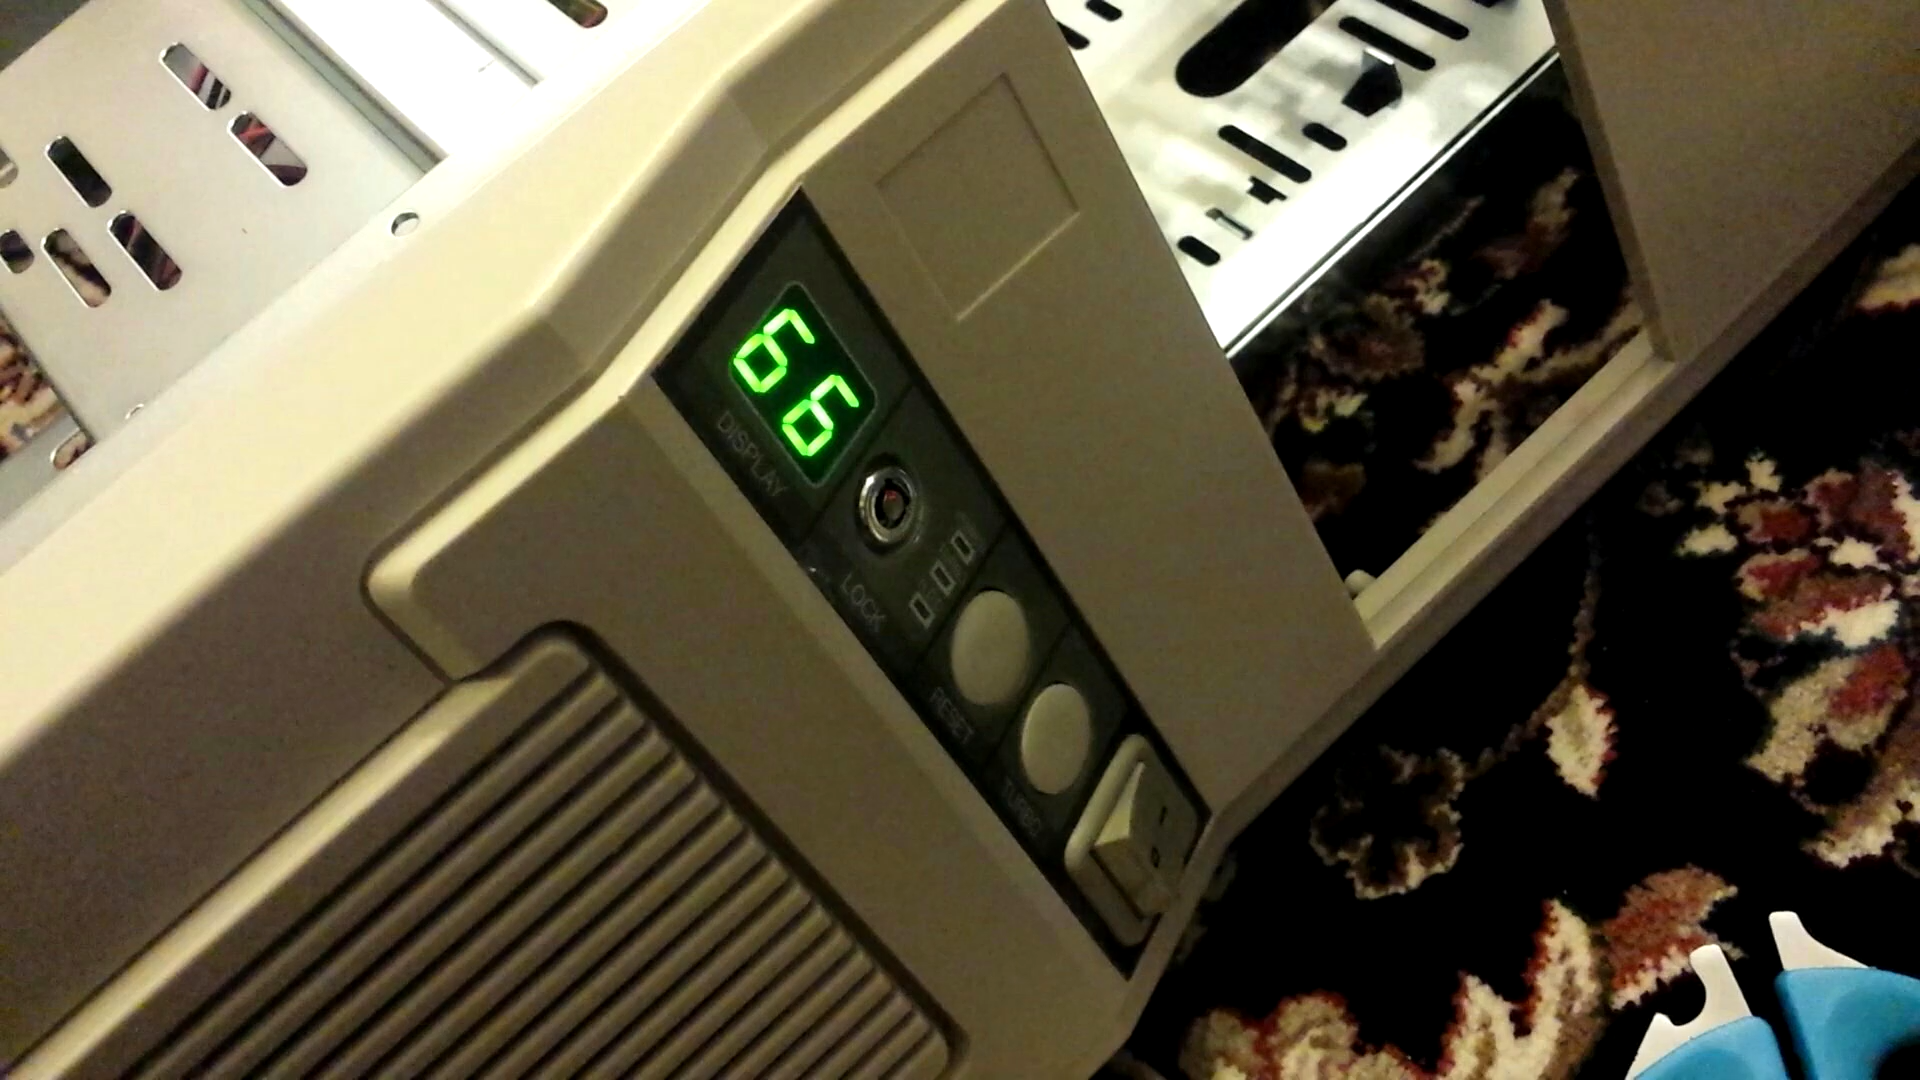 66
DISPLAY
LOCK
RESET
TURBO
I
O